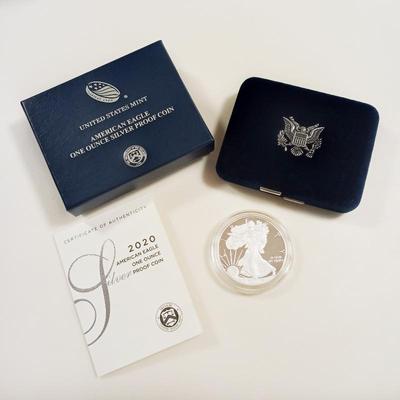 UNITED STATES MINT
AMERICAN EAGLE
ONE OUNCE SILVER PROOF COIN
CERTIFICATE OF AUTHENTICITY
2020
AMERICAN EAGLE
ONE OUNCE
PROOF COIN
Silver